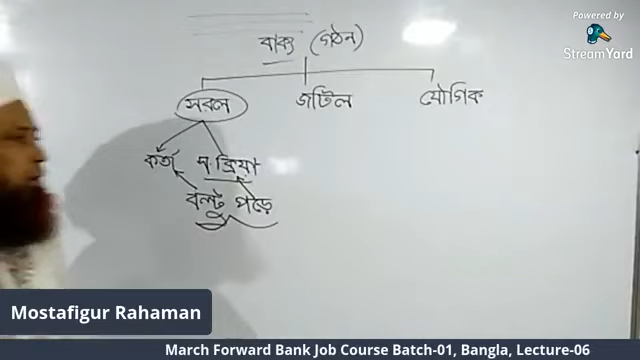 Powered by
StreamYard
বাক্য (গঠন)
সরল জটিল যৌগিক
কর্তা স.ক্রিয়া
বল্টু পড়ে
Mostafigur Rahaman
March Forward Bank Job Course Batch-01, Bangla, Lecture-06